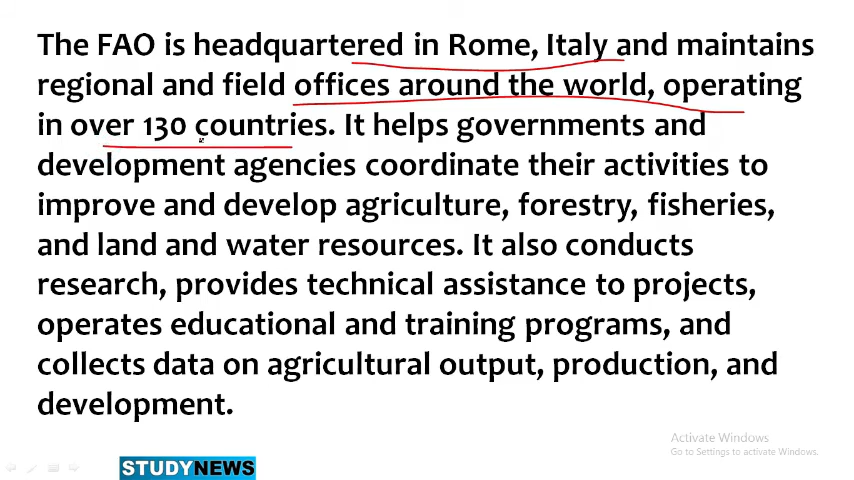 The FAO is headquartered in Rome, Italy and maintains
regional and field offices around the world, operating
in over 130 countries. It helps governments and
development agencies coordinate their activities to
improve and develop agriculture, forestry, fisheries,
and land and water resources. It also conducts
research, provides technical assistance to projects,
operates educational and training programs, and
collects data on agricultural output, production, and
development.
Activate Windows
Go to Settings to activate Windows.
STUDYNEWS